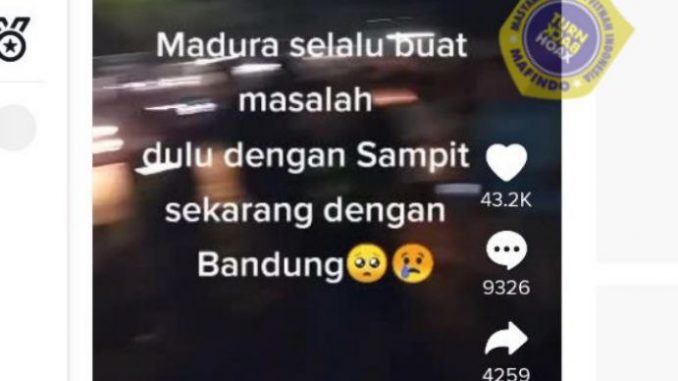 Madura selalu buat
masalah
dulu dengan Sampit
sekarang dengan
Bandung🥺😢
43.2K
9326
4259
TURN
BACK
HOAX
MAFINDO